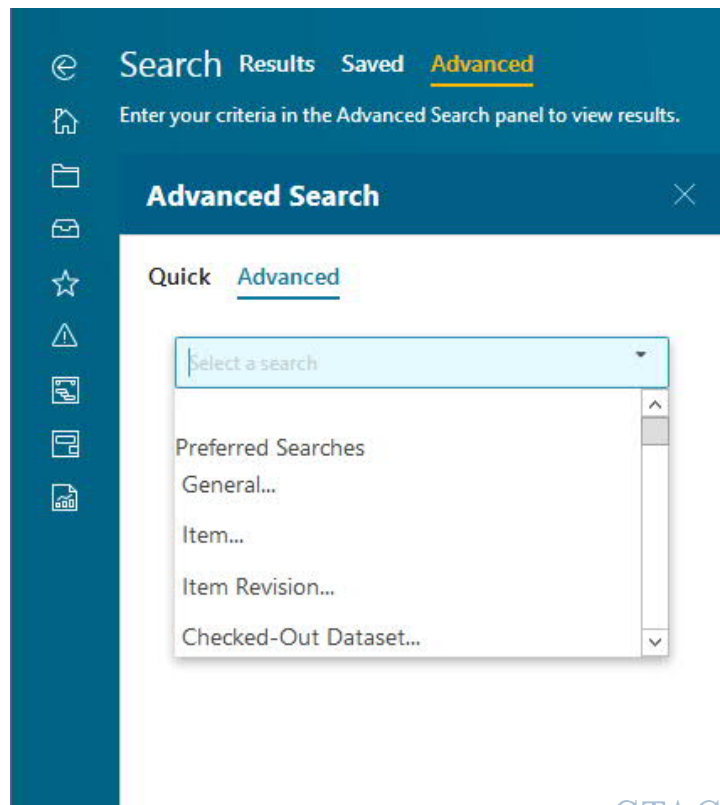 Search Results Saved Advanced
Enter your criteria in the Advanced Search panel to view results.
Advanced Search
Quick Advanced
Select a search
Preferred Searches
General...
Item...
Item Revision...
Checked-Out Dataset...